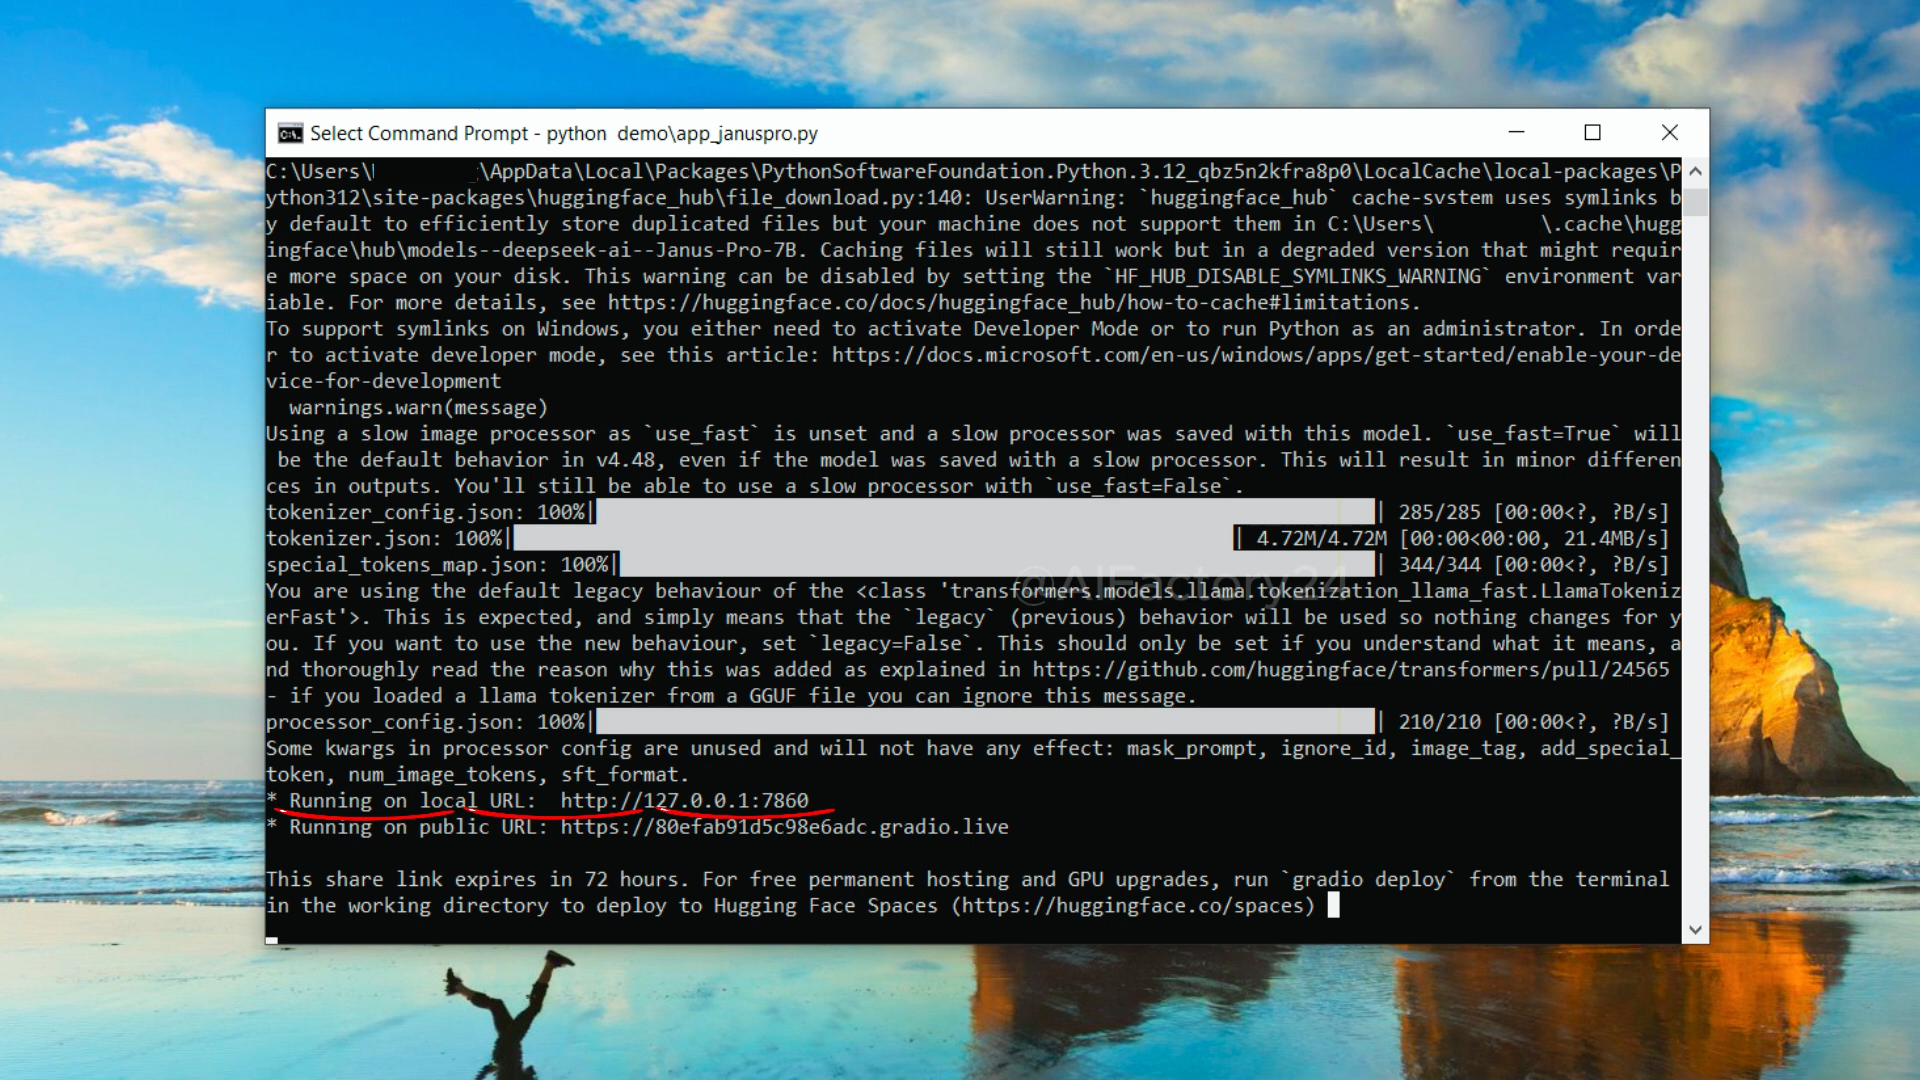 Select Command Prompt - python  demo\app_januspro.py
C:\Users\ \AppData\Local\Packages\PythonSoftwareFoundation.Python.3.12_qbz5n2kfra8p0\LocalCache\local-packages\P
ython312\site-packages\huggingface_hub\file_download.py:140: UserWarning: `huggingface_hub` cache-system uses symlinks b
y default to efficiently store duplicated files but your machine does not support them in C:\Users\ \.cache\hugg
ingface\hub\models--deepseek-ai--Janus-Pro-7B. Caching files will still work but in a degraded version that might requir
e more space on your disk. This warning can be disabled by setting the `HF_HUB_DISABLE_SYMLINKS_WARNING` environment var
iable. For more details, see https://huggingface.co/docs/huggingface_hub/how-to-cache#limitations.
To support symlinks on Windows, you either need to activate Developer Mode or to run Python as an administrator. In orde
r to activate developer mode, see this article: https://docs.microsoft.com/en-us/windows/apps/get-started/enable-your-de
vice-for-development
  warnings.warn(message)
Using a slow image processor as `use_fast` is unset and a slow processor was saved with this model. `use_fast=True` will
 be the default behavior in v4.48, even if the model was saved with a slow processor. This will result in minor differen
ces in outputs. You'll still be able to use a slow processor with `use_fast=False`.
tokenizer_config.json: 100%| | 285/285 [00:00<?, ?B/s]
tokenizer.json: 100%| | 4.72M/4.72M [00:00<00:00, 21.4MB/s]
special_tokens_map.json: 100%| | 344/344 [00:00<?, ?B/s]
@AIFactory24
You are using the default legacy behaviour of the <class 'transformers.models.llama.tokenization_llama_fast.LlamaTokeniz
erFast'>. This is expected, and simply means that the `legacy` (previous) behavior will be used so nothing changes for y
ou. If you want to use the new behaviour, set `legacy=False`. This should only be set if you understand what it means, a
nd thoroughly read the reason why this was added as explained in https://github.com/huggingface/transformers/pull/24565
- if you loaded a llama tokenizer from a GGUF file you can ignore this message.
processor_config.json: 100%| | 210/210 [00:00<?, ?B/s]
Some kwargs in processor config are unused and will not have any effect: mask_prompt, ignore_id, image_tag, add_special_
token, num_image_tokens, sft_format.
* Running on local URL:  http://127.0.0.1:7860
* Running on public URL: https://80efab91d5c98e6adc.gradio.live
This share link expires in 72 hours. For free permanent hosting and GPU upgrades, run `gradio deploy` from the terminal
in the working directory to deploy to Hugging Face Spaces (https://huggingface.co/spaces)